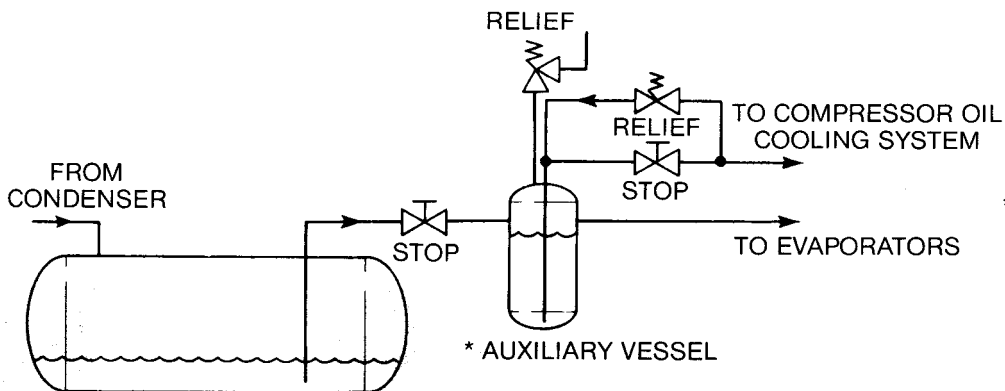 RELIEF
RELIEF
TO COMPRESSOR OIL
COOLING SYSTEM
STOP
FROM
CONDENSER
STOP
TO EVAPORATORS
* AUXILIARY VESSEL